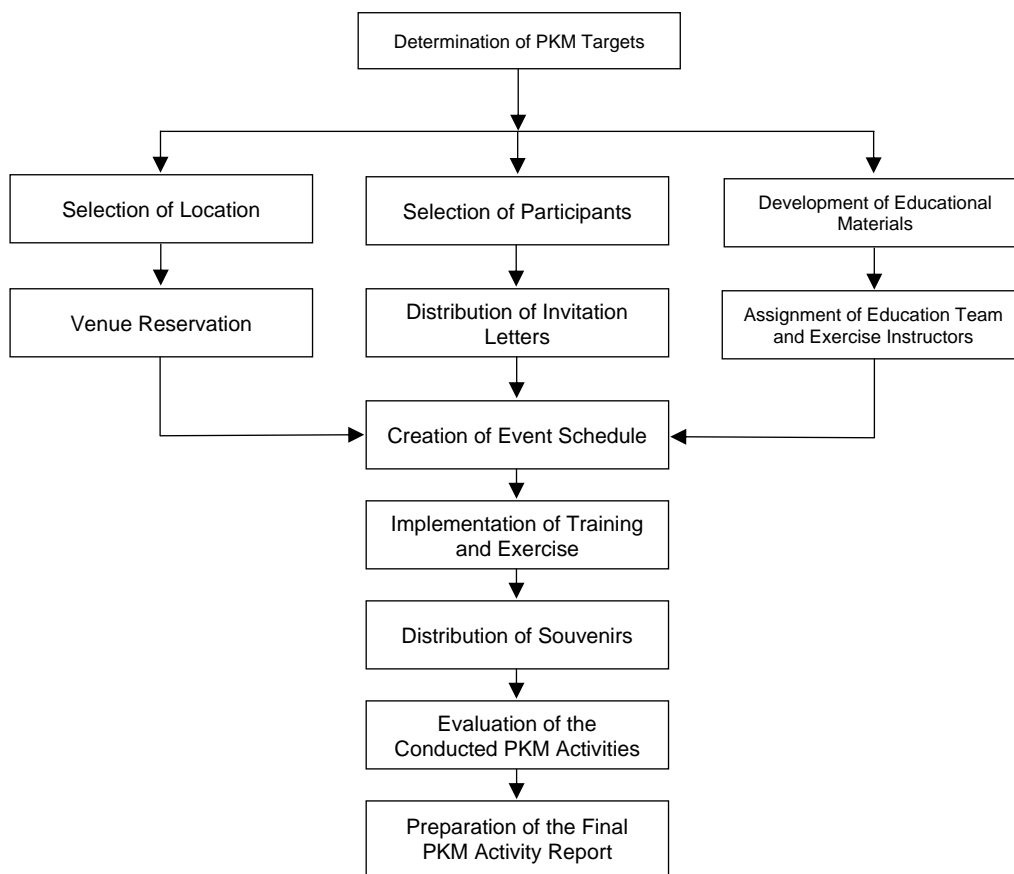 Determination of PKM Targets
Selection of Location
Selection of Participants
Development of Educational
Materials
Venue Reservation
Distribution of Invitation
Letters
Assignment of Education Team
and Exercise Instructors
Creation of Event Schedule
Implementation of Training
and Exercise
Distribution of Souvenirs
Evaluation of the
Conducted PKM Activities
Preparation of the Final
PKM Activity Report